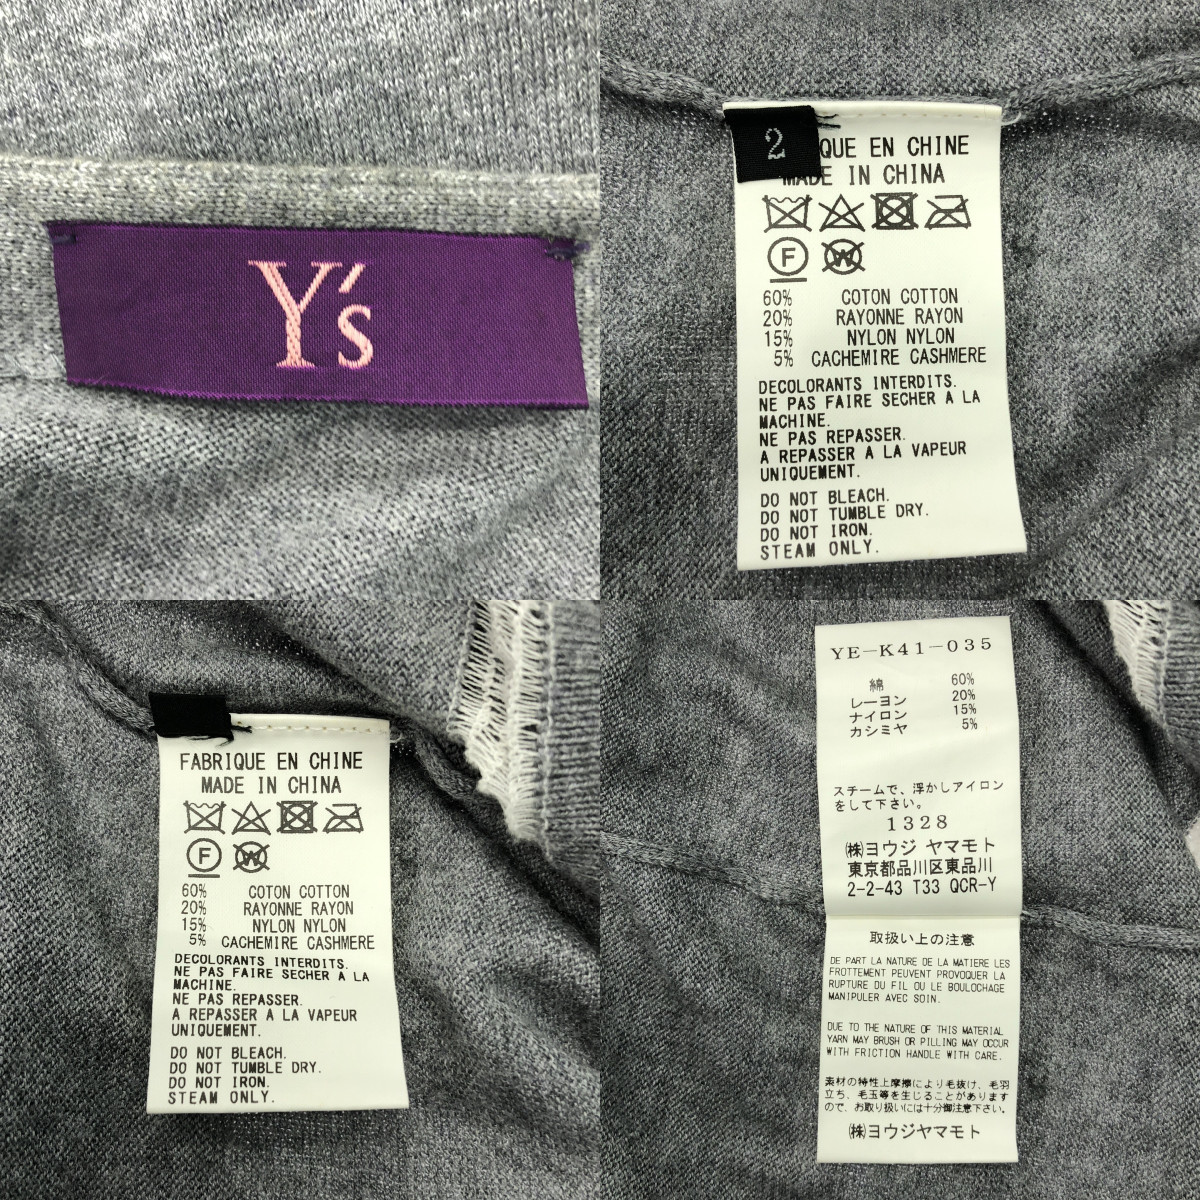 Y's
2
QUE EN CHINE
MADE IN CHINA
F W
60% COTON COTTON
20% RAYONNE RAYON
15% NYLON NYLON
5% CACHEMIRE CASHMERE
DECOLORANTS INTERDITS.
NE PAS FAIRE SECHER A LA
MACHINE.
NE PAS REPASSER.
A REPASSER A LA VAPEUR
UNIQUEMENT.
DO NOT BLEACH.
DO NOT TUMBLE DRY.
DO NOT IRON.
STEAM ONLY.
FABRIQUE EN CHINE
MADE IN CHINA
F W
60% COTON COTTON
20% RAYONNE RAYON
15% NYLON NYLON
5% CACHEMIRE CASHMERE
DECOLORANTS INTERDITS.
NE PAS FAIRE SECHER A LA
MACHINE.
NE PAS REPASSER.
A REPASSER A LA VAPEUR
UNIQUEMENT.
DO NOT BLEACH.
DO NOT TUMBLE DRY.
DO NOT IRON.
STEAM ONLY.
YE-K41-035
綿 60%
レーヨン 20%
ナイロン 15%
カシミヤ 5%
スチームで、浮かしアイロン
をして下さい。
1328
㈱ヨウジ ヤマモト
東京都品川区東品川
2-2-43 T33 QCR-Y
取扱い上の注意
DE PART LA NATURE DE LA MATIERE LES
FROTTEMENT PEUVENT PROVOQUER LA
RUPTURE DU FIL OU LE BOULOCHAGE
MANIPULER AVEC SOIN.
DUE TO THE NATURE OF THIS MATERIAL
YARN MAY BRUSH OR PILLING MAY OCCUR
WITH FRICTION HANDLE WITH CARE.
素材の特性上摩擦により毛抜け、毛羽
立ち、毛玉等を生じることがあります
ので、お取り扱いには十分御注意下さい。
㈱ヨウジヤマモト